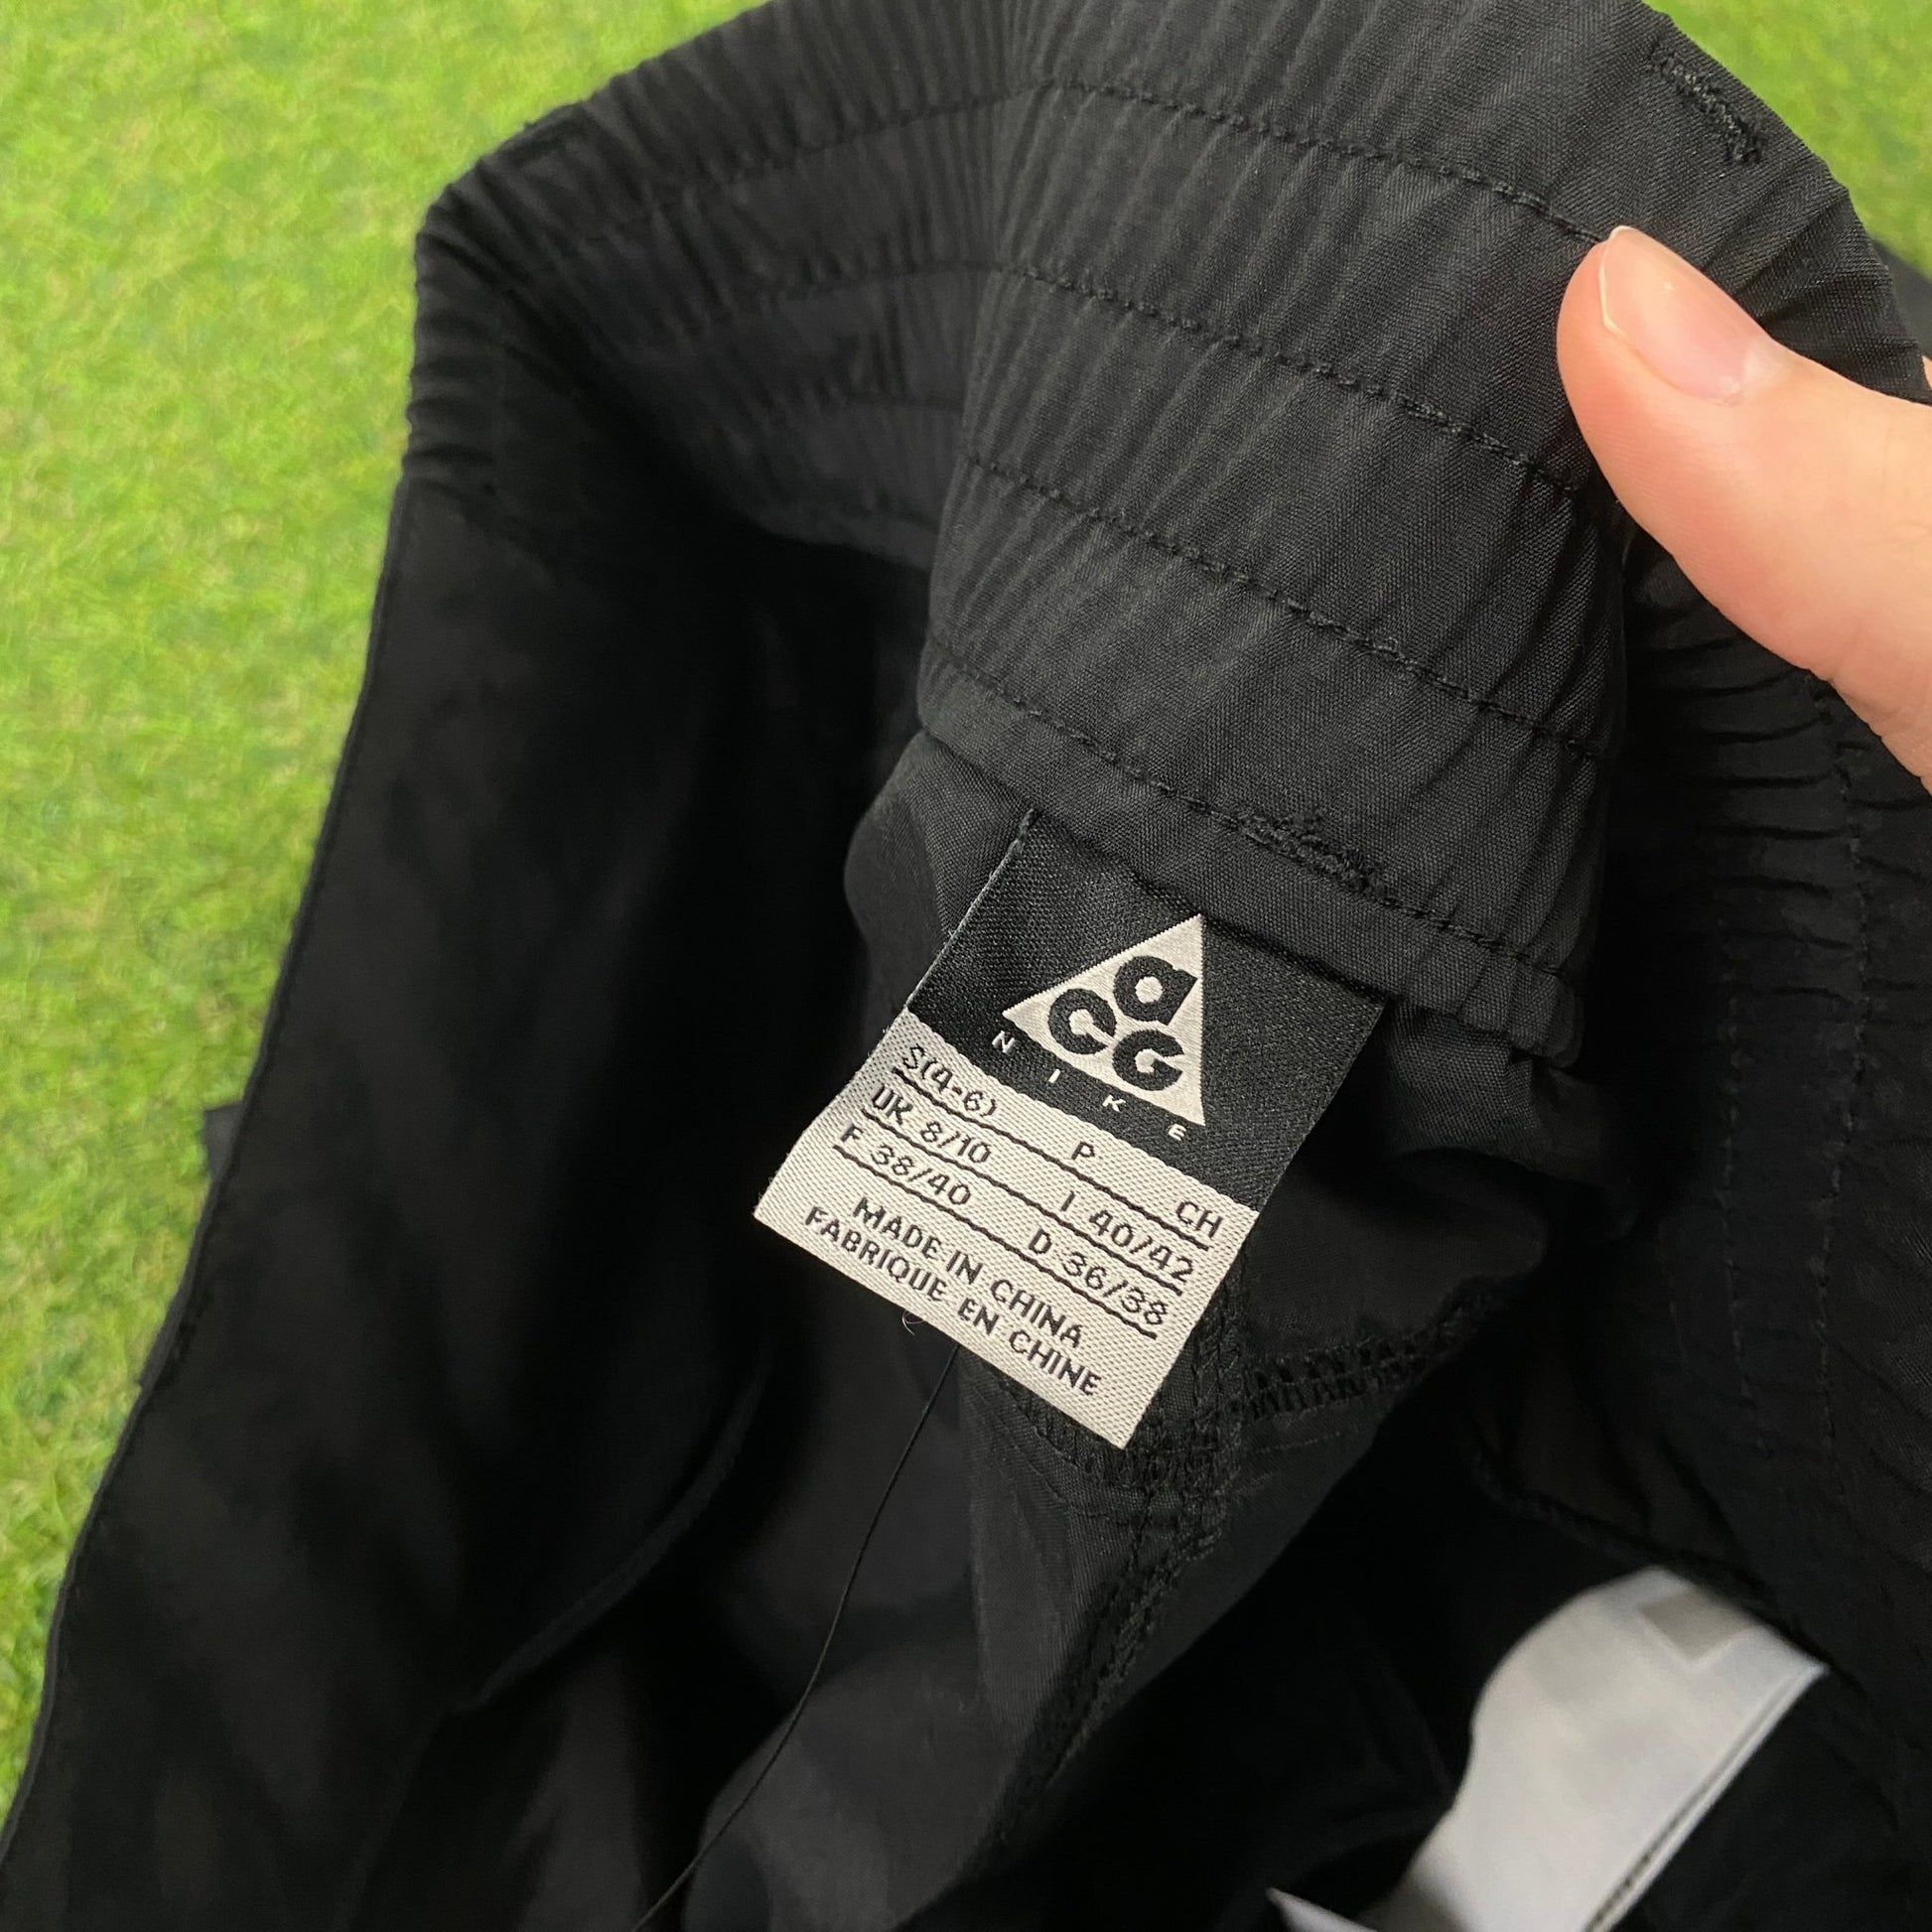 aCG
NIKE
S(4-6) P CH
UK 8/10 I 40/42
F 38/40 D 36/38
MADE IN CHINA
FABRIQUE EN CHINE